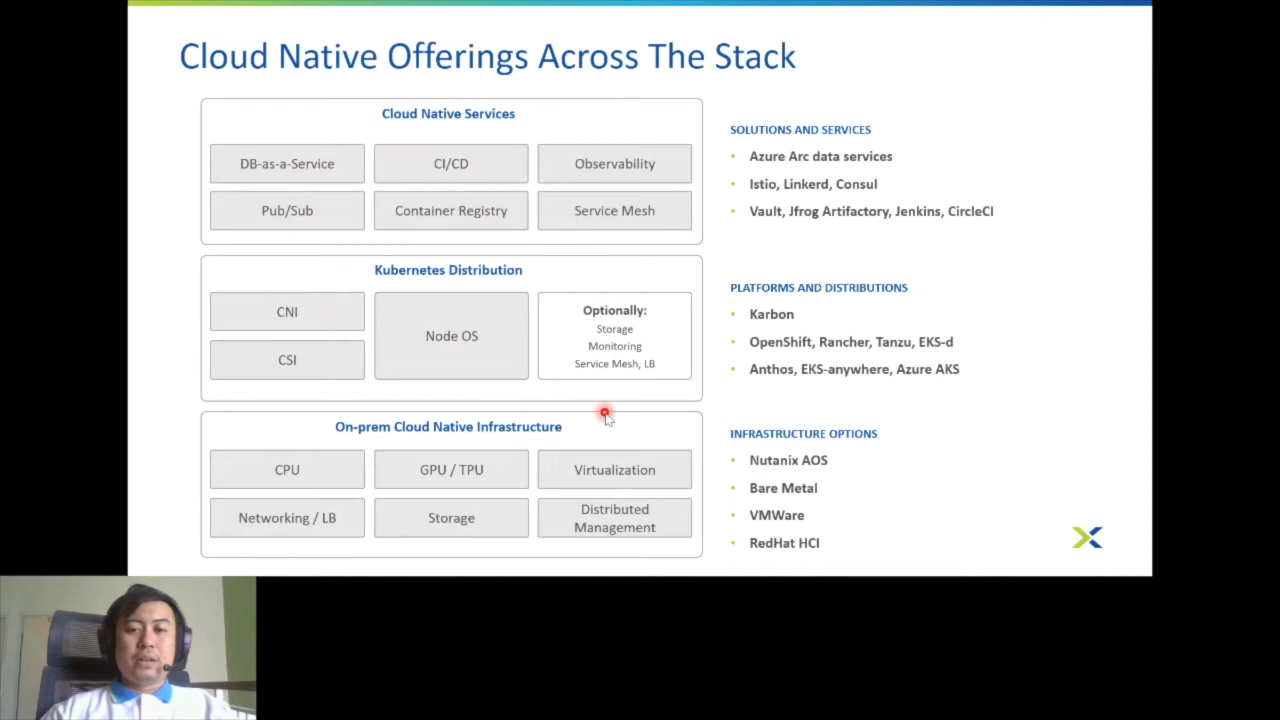 Cloud Native Offerings Across The Stack
Cloud Native Services
DB-as-a-Service
CI/CD
Observability
Pub/Sub
Container Registry
Service Mesh
SOLUTIONS AND SERVICES
• Azure Arc data services
• Istio, Linkerd, Consul
• Vault, Jfrog Artifactory, Jenkins, CircleCI
Kubernetes Distribution
CNI
CSI
Node OS
Optionally:
Storage
Monitoring
Service Mesh, LB
PLATFORMS AND DISTRIBUTIONS
• Karbon
• OpenShift, Rancher, Tanzu, EKS-d
• Anthos, EKS-anywhere, Azure AKS
On-prem Cloud Native Infrastructure
CPU
GPU / TPU
Virtualization
Networking / LB
Storage
Distributed
Management
INFRASTRUCTURE OPTIONS
• Nutanix AOS
• Bare Metal
• VMWare
• RedHat HCI